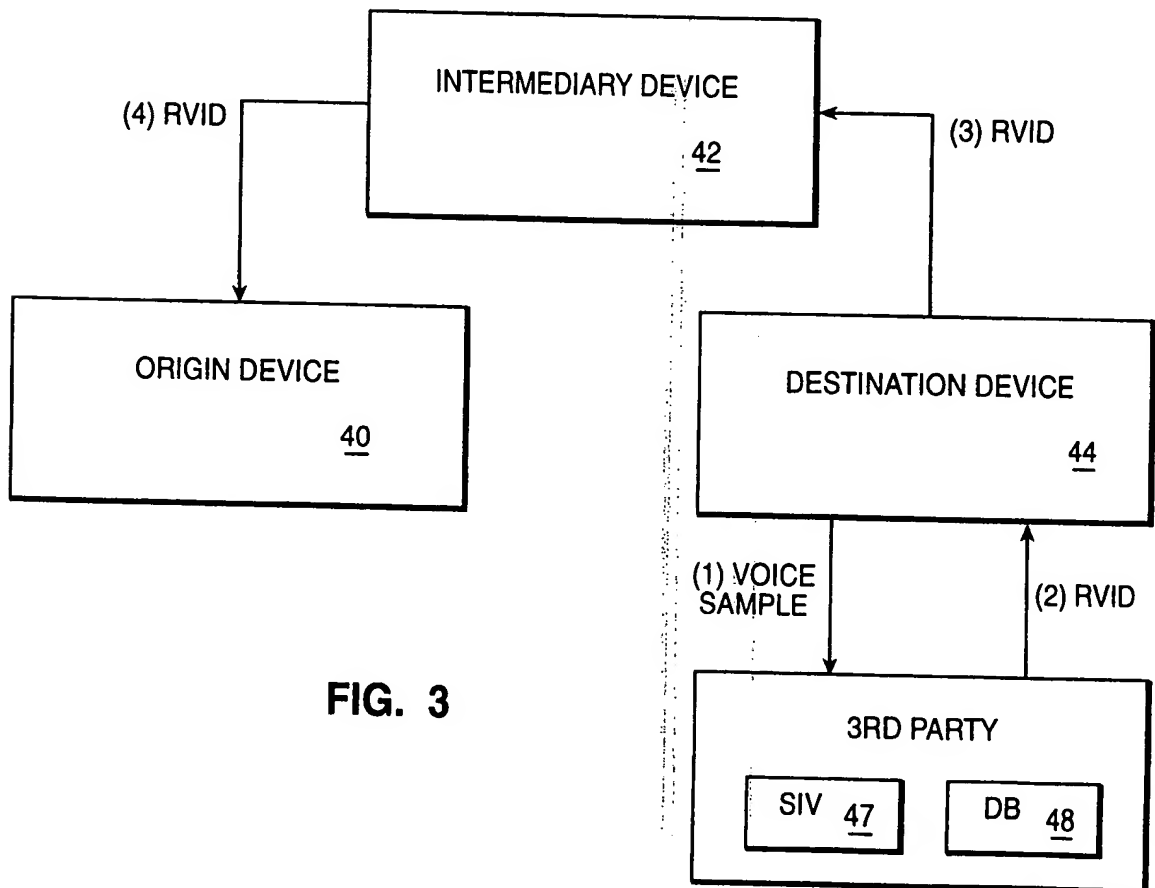 INTERMEDIARY DEVICE
42
(4) RVID
(3) RVID
ORIGIN DEVICE
40
DESTINATION DEVICE
44
(1) VOICE
SAMPLE
(2) RVID
FIG. 3
3RD PARTY
SIV 47
DB 48